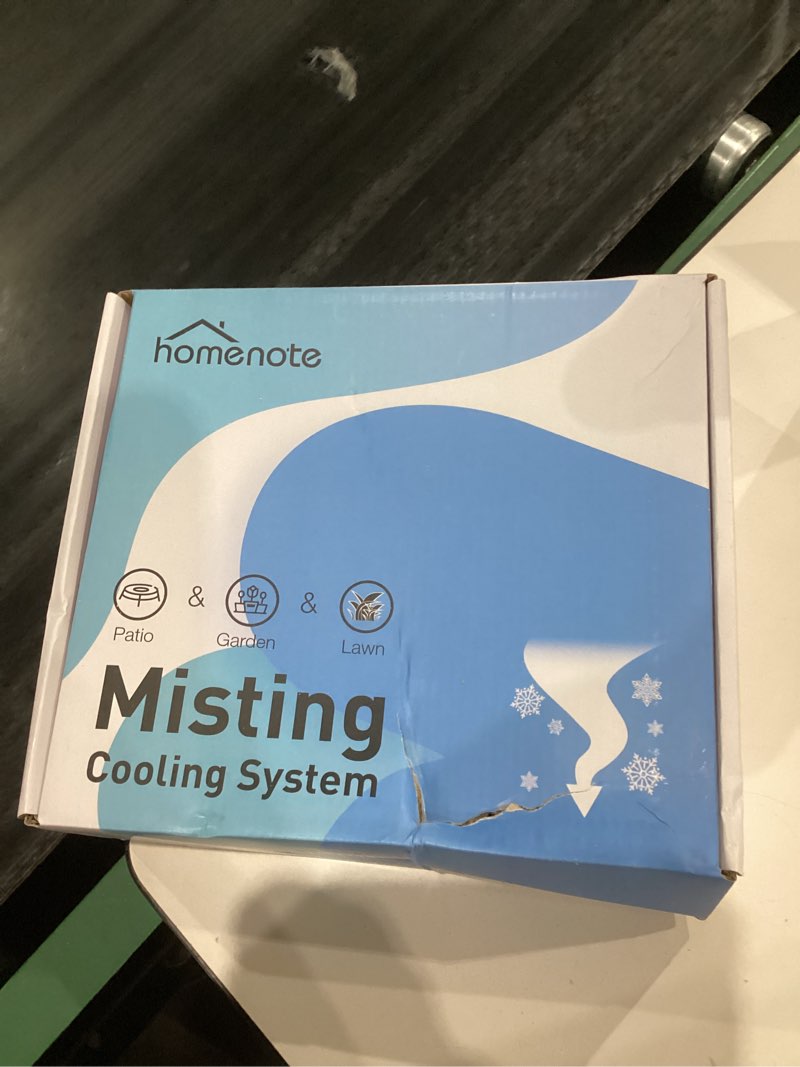 homenote
Patio & Garden & Lawn
Misting
Cooling System